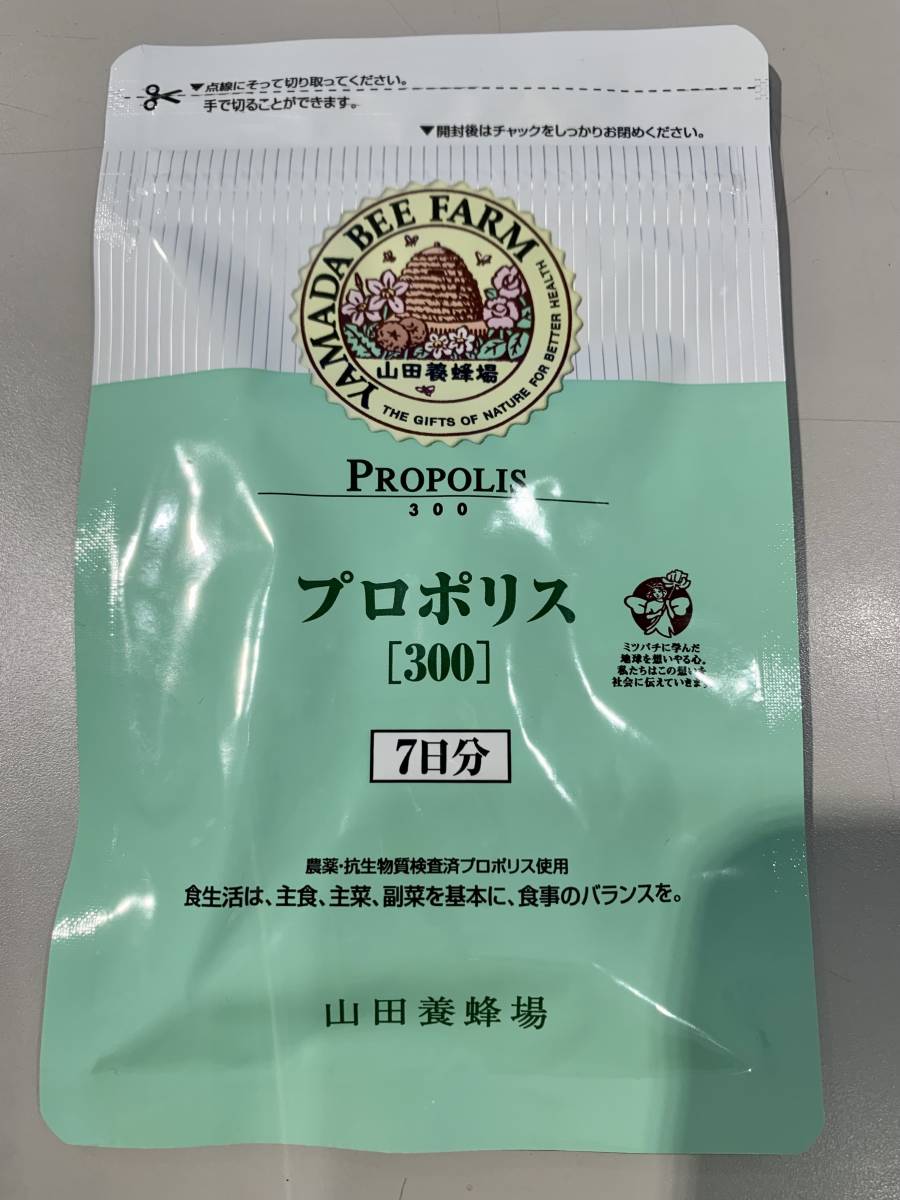 ▼点線にそって切り取ってください。
手で切ることができます。
▼開封後はチャックをしっかりお閉めください。
YAMADA BEE FARM
山田養蜂場
THE GIFTS OF NATURE FOR BETTER HEALTH
PROPOLIS
300
プロポリス
[300]
ミツバチに学んだ
地球を想いやる心。
私たちはこの想いを
社会に伝えていきます
7日分
農薬・抗生物質検査済プロポリス使用
食生活は、主食、主菜、副菜を基本に、食事のバランスを。
山田養蜂場